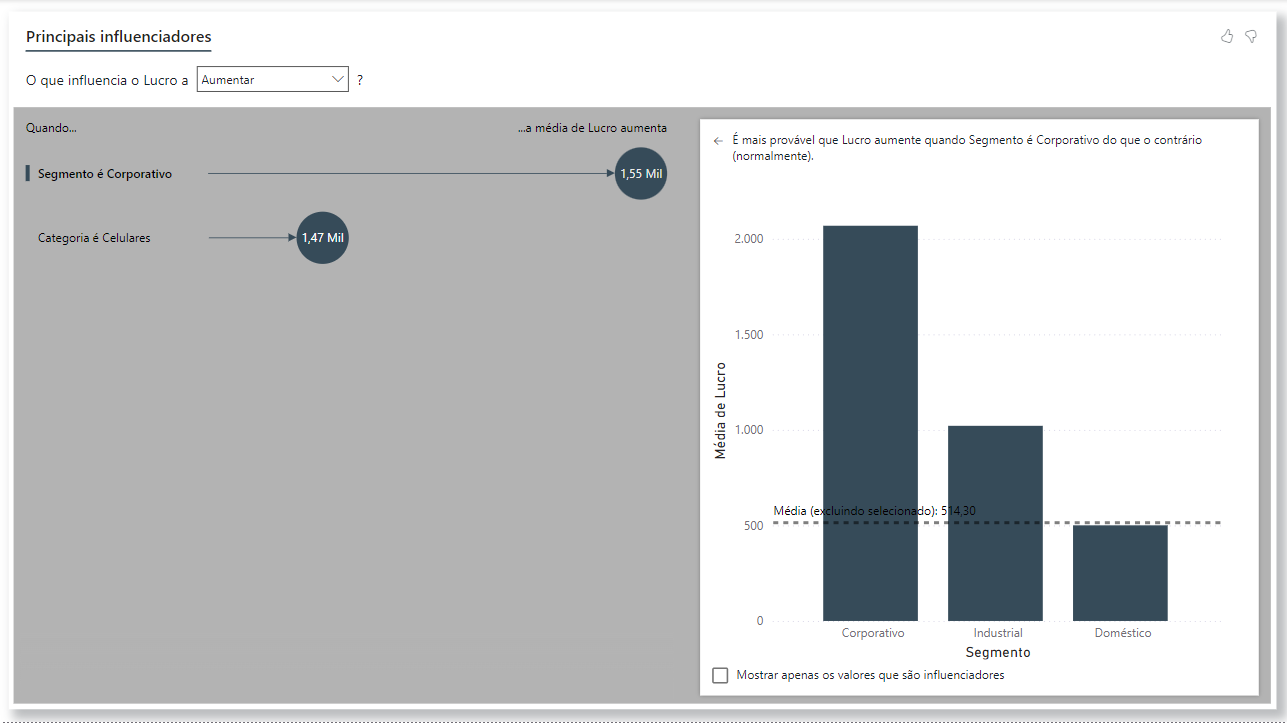 Principais influenciadores
O que influencia o Lucro a Aumentar ?
Quando...
...a média de Lucro aumenta
Segmento é Corporativo
1,55 Mil
Categoria é Celulares
1,47 Mil
É mais provável que Lucro aumente quando Segmento é Corporativo do que o contrário
(normalmente).
Média de Lucro
2.000
1.500
1.000
500
0
Média (excluindo selecionado): 514,30
Corporativo
Industrial
Doméstico
Segmento
Mostrar apenas os valores que são influenciadores